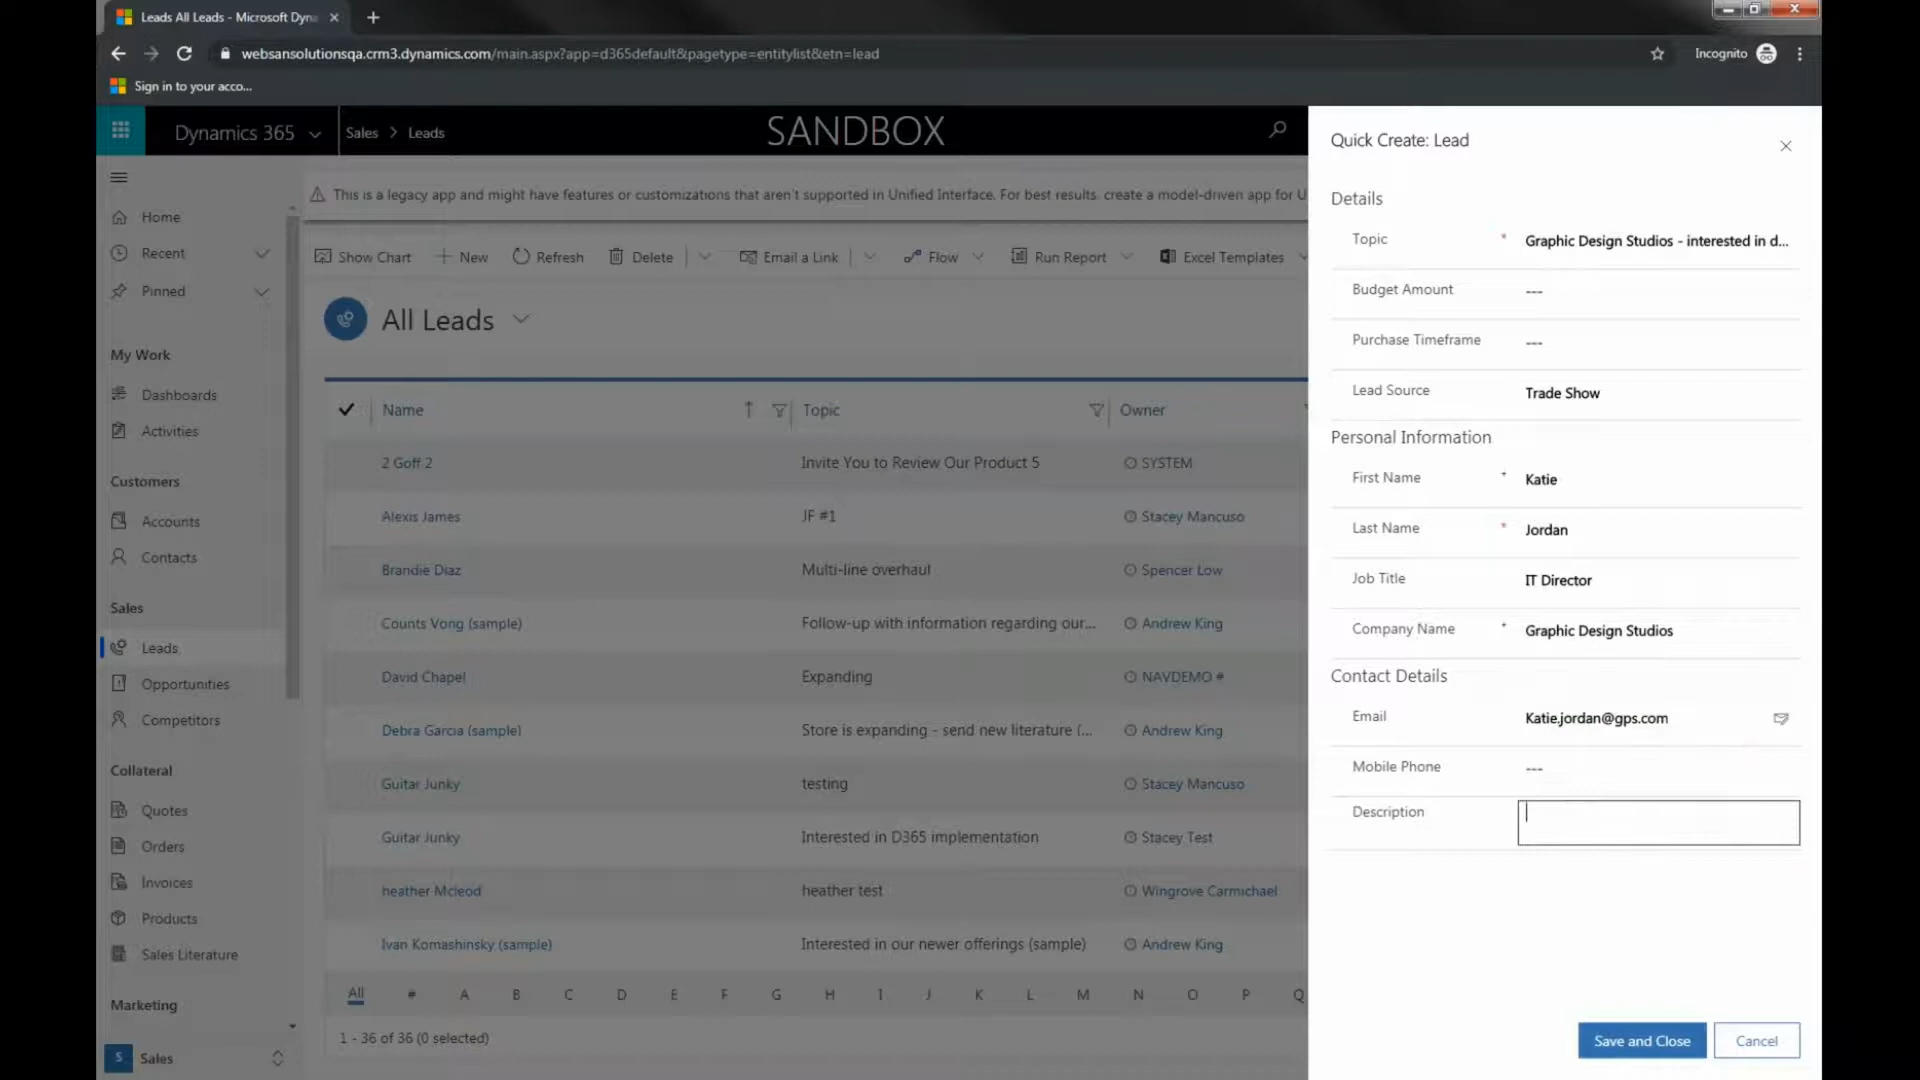 Leads All Leads - Microsoft Dyna
websansolutionsqa.crm3.dynamics.com/main.aspx?app=d365default&pagetype=entitylist&etn=lead
Incognito
Sign in to your acco...
Dynamics 365
Sales > Leads
SANDBOX
This is a legacy app and might have features or customizations that aren't supported in Unified Interface. For best results, create a model-driven app for U
Home
Recent
Pinned
My Work
Dashboards
Activities
Customers
Accounts
Contacts
Sales
Leads
Opportunities
Competitors
Collateral
Quotes
Orders
Invoices
Products
Sales Literature
Marketing
S Sales
Show Chart
New
Refresh
Delete
Email a Link
Flow
Run Report
Excel Templates
All Leads
Name Topic Owner
2 Goff 2 Invite You to Review Our Product 5 SYSTEM
Alexis James JF #1 Stacey Mancuso
Brandie Diaz Multi-line overhaul Spencer Low
Counts Vong (sample) Follow-up with information regarding our... Andrew King
David Chapel Expanding NAVDEMO #
Debra Garcia (sample) Store is expanding - send new literature (... Andrew King
Guitar Junky testing Stacey Mancuso
Guitar Junky Interested in D365 implementation Stacey Test
heather Mcleod heather test Wingrove Carmichael
Ivan Komashinsky (sample) Interested in our newer offerings (sample) Andrew King
All # A B C D E F G H I J K L M N O P Q
1 - 36 of 36 (0 selected)
Quick Create: Lead
Details
Topic * Graphic Design Studios - interested in d...
Budget Amount ---
Purchase Timeframe ---
Lead Source Trade Show
Personal Information
First Name + Katie
Last Name * Jordan
Job Title IT Director
Company Name + Graphic Design Studios
Contact Details
Email Katie.jordan@gps.com
Mobile Phone ---
Description
Save and Close
Cancel